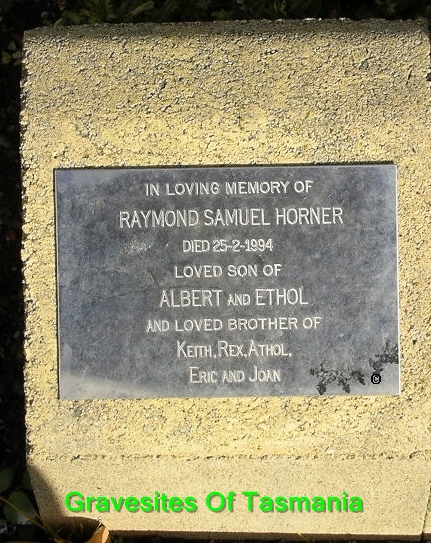 IN LOVING MEMORY OF
RAYMOND SAMUEL HORNER
DIED 25-2-1994
LOVED SON OF
ALBERT AND ETHOL
AND LOVED BROTHER OF
KEITH, REX, ATHOL,
ERIC AND JOAN
©
Gravesites Of Tasmania